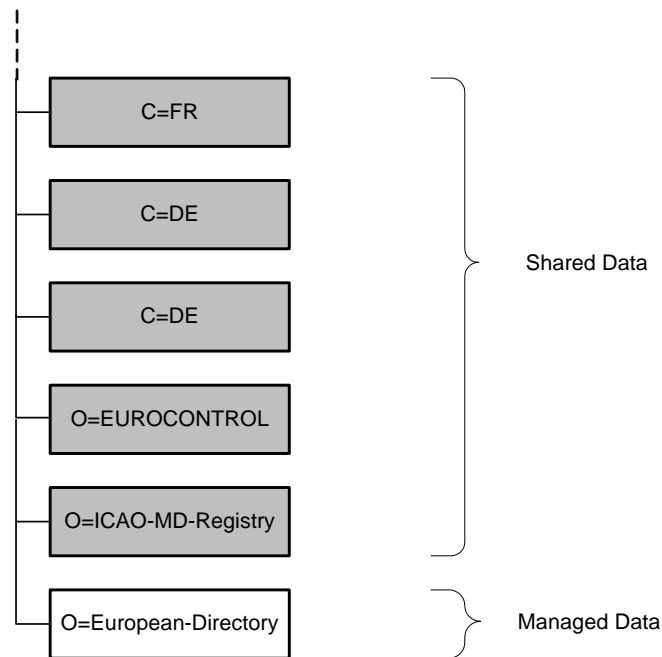 C=FR
C=DE
C=DE
O=EUROCONTROL
O=ICAO-MD-Registry
O=European-Directory
Shared Data
Managed Data